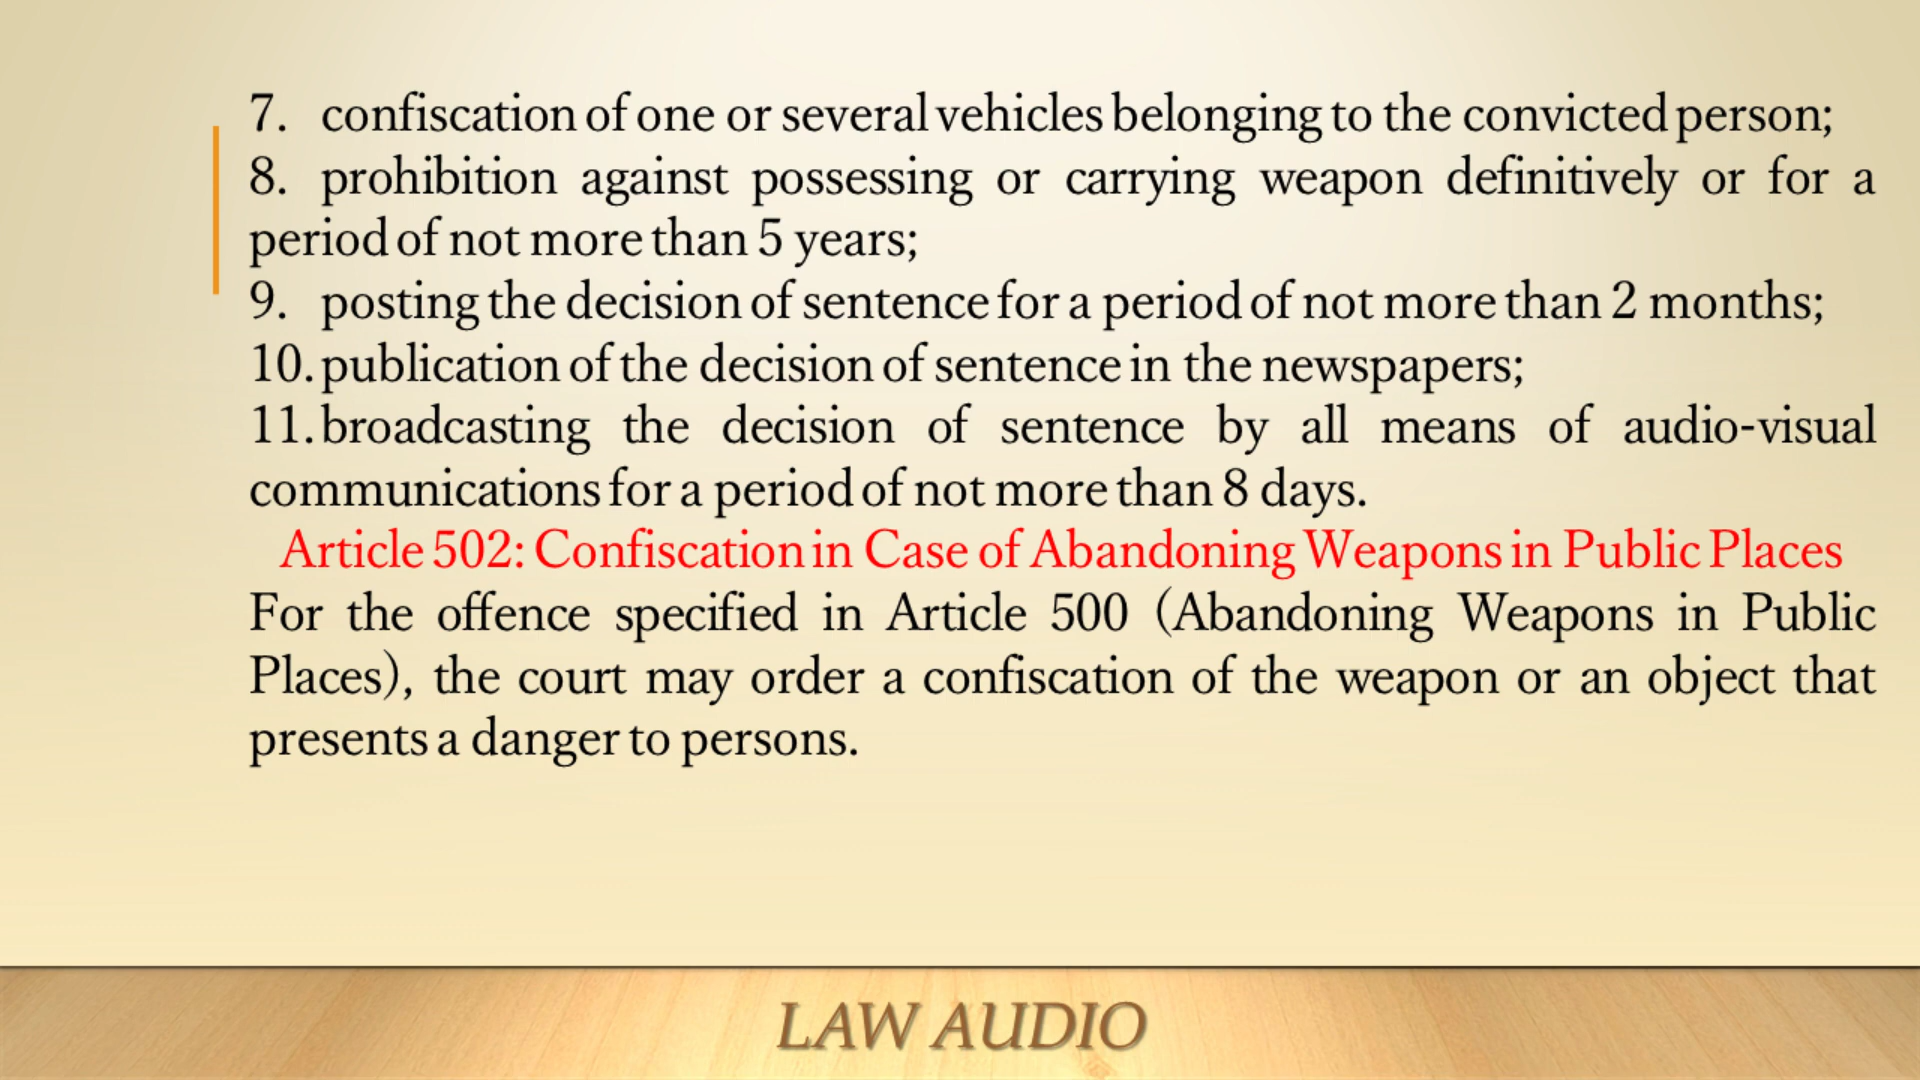 7. confiscation of one or several vehicles belonging to the convicted person;
8. prohibition against possessing or carrying weapon definitively or for a
period of not more than 5 years;
9. posting the decision of sentence for a period of not more than 2 months;
10. publication of the decision of sentence in the newspapers;
11. broadcasting the decision of sentence by all means of audio-visual
communications for a period of not more than 8 days.
Article 502: Confiscation in Case of Abandoning Weapons in Public Places
For the offence specified in Article 500 (Abandoning Weapons in Public
Places), the court may order a confiscation of the weapon or an object that
presents a danger to persons.
LAW AUDIO